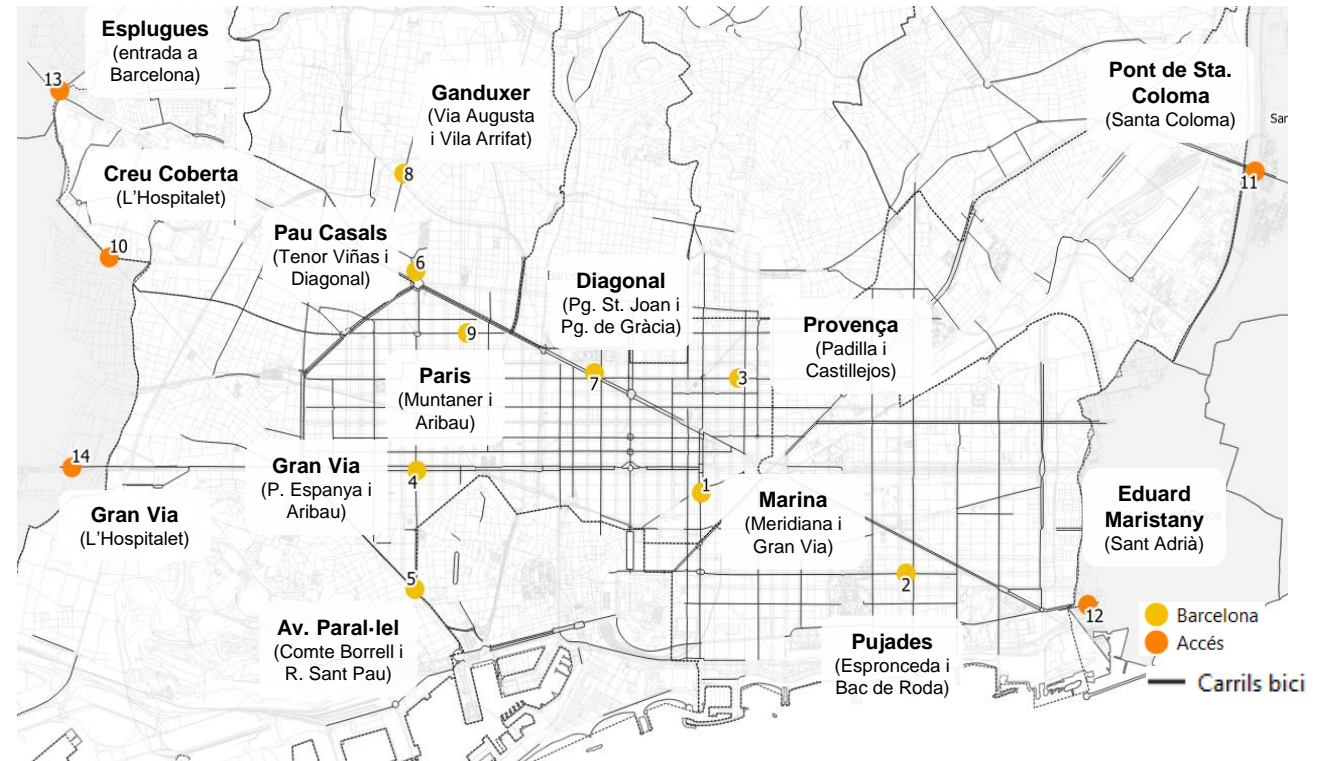 Esplugues
(entrada a
Barcelona)
13
Ganduxer
(Via Augusta
i Vila Arrifat)
8
Pont de Sta.
Coloma
(Santa Coloma)
San
11
Creu Coberta
(L'Hospitalet)
10
Pau Casals
(Tenor Viñas i
Diagonal)
6
9
Diagonal
(Pg. St. Joan i
Pg. de Gràcia)
7
Provença
(Padilla i
Castillejos)
3
Paris
(Muntaner i
Aribau)
14
Gran Via
(L'Hospitalet)
Gran Via
(P. Espanya i
Aribau)
4
1
Marina
(Meridiana i
Gran Via)
Eduard
Maristany
(Sant Adrià)
12
5
Av. Paral·lel
(Comte Borrell i
R. Sant Pau)
2
Pujades
(Espronceda i
Bac de Roda)
Barcelona
Accés
Carrils bici